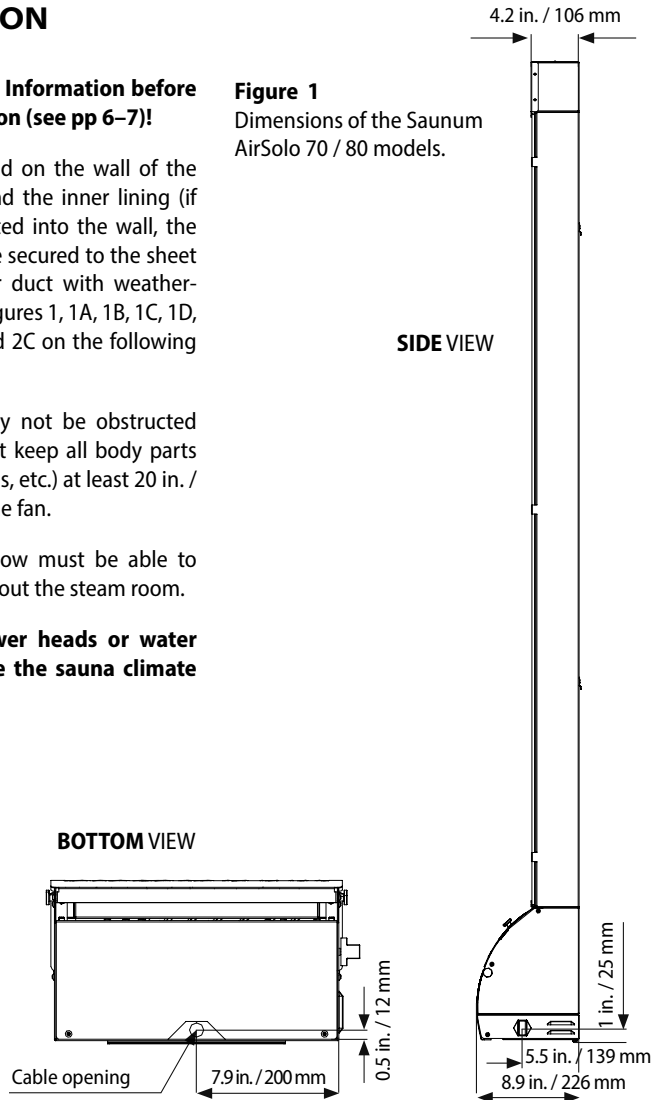 ON
Information before
on (see pp 6–7)!
d on the wall of the
d the inner lining (if
ted into the wall, the
e secured to the sheet
r duct with weather-
gures 1, 1A, 1B, 1C, 1D,
d 2C on the following
y not be obstructed
t keep all body parts
s, etc.) at least 20 in. /
e fan.
ow must be able to
out the steam room.
wer heads or water
e the sauna climate
Figure 1
Dimensions of the Saunum
AirSolo 70 / 80 models.
4.2 in. / 106 mm
SIDE VIEW
BOTTOM VIEW
Cable opening
7.9 in. / 200 mm
0.5 in. / 12 mm
1 in. / 25 mm
5.5 in. / 139 mm
8.9 in. / 226 mm